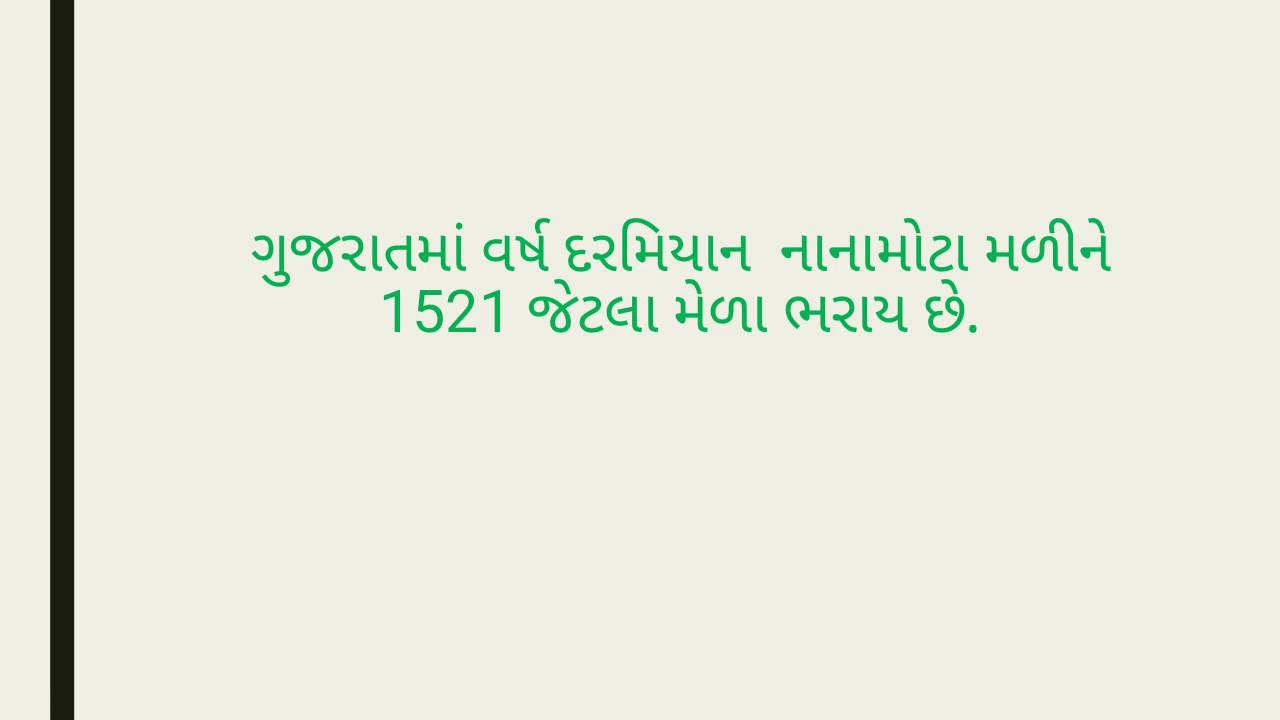 ગુજરાતમાં વર્ષ દરમિયાન  નાનામોટા મળીને
1521 જેટલા મેળા ભરાય છે.